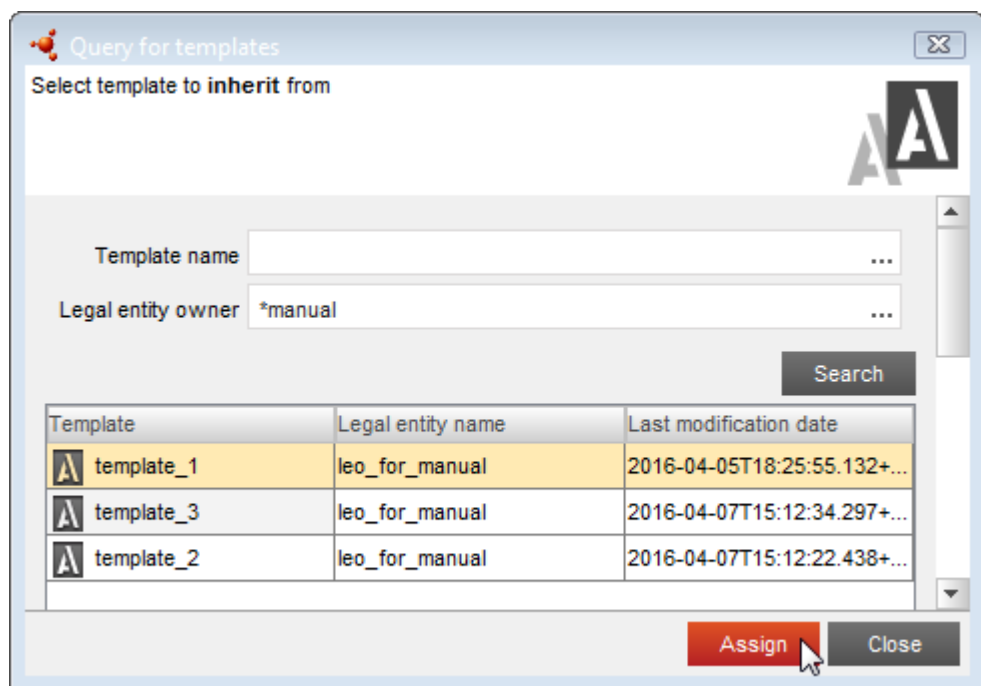 Query for templates
Select template to inherit from
Template name ...
Legal entity owner *manual ...
Search
Template Legal entity name Last modification date
template_1 leo_for_manual 2016-04-05T18:25:55.132+...
template_3 leo_for_manual 2016-04-07T15:12:34.297+...
template_2 leo_for_manual 2016-04-07T15:12:22.438+...
Assign Close